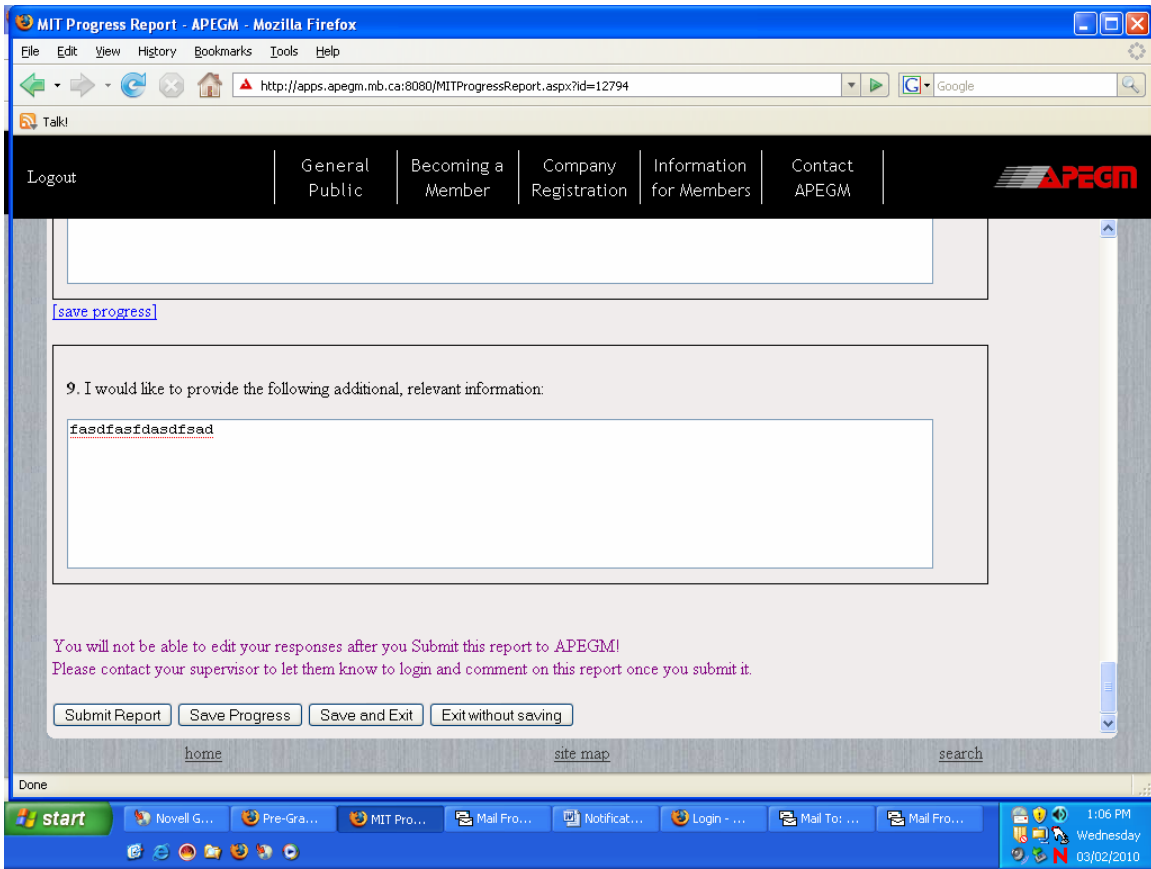 MIT Progress Report - APEGM - Mozilla Firefox
File Edit View History Bookmarks Tools Help
http://apps.apegm.mb.ca:8080/MITProgressReport.aspx?id=12794
G Google
Talk!
Logout
General Public
Becoming a Member
Company Registration
Information for Members
Contact APEGM
APEGM
[save progress]
9. I would like to provide the following additional, relevant information:
fasdfasfdasdfsad
You will not be able to edit your responses after you Submit this report to APEGM!
Please contact your supervisor to let them know to login and comment on this report once you submit it.
Submit Report Save Progress Save and Exit Exit without saving
home site map search
Done
start Novell G... Pre-Gra... MIT Pro... Mail Fro... Notificat... Login - ... Mail To: ... Mail Fro... 1:06 PM
Wednesday
N 03/02/2010